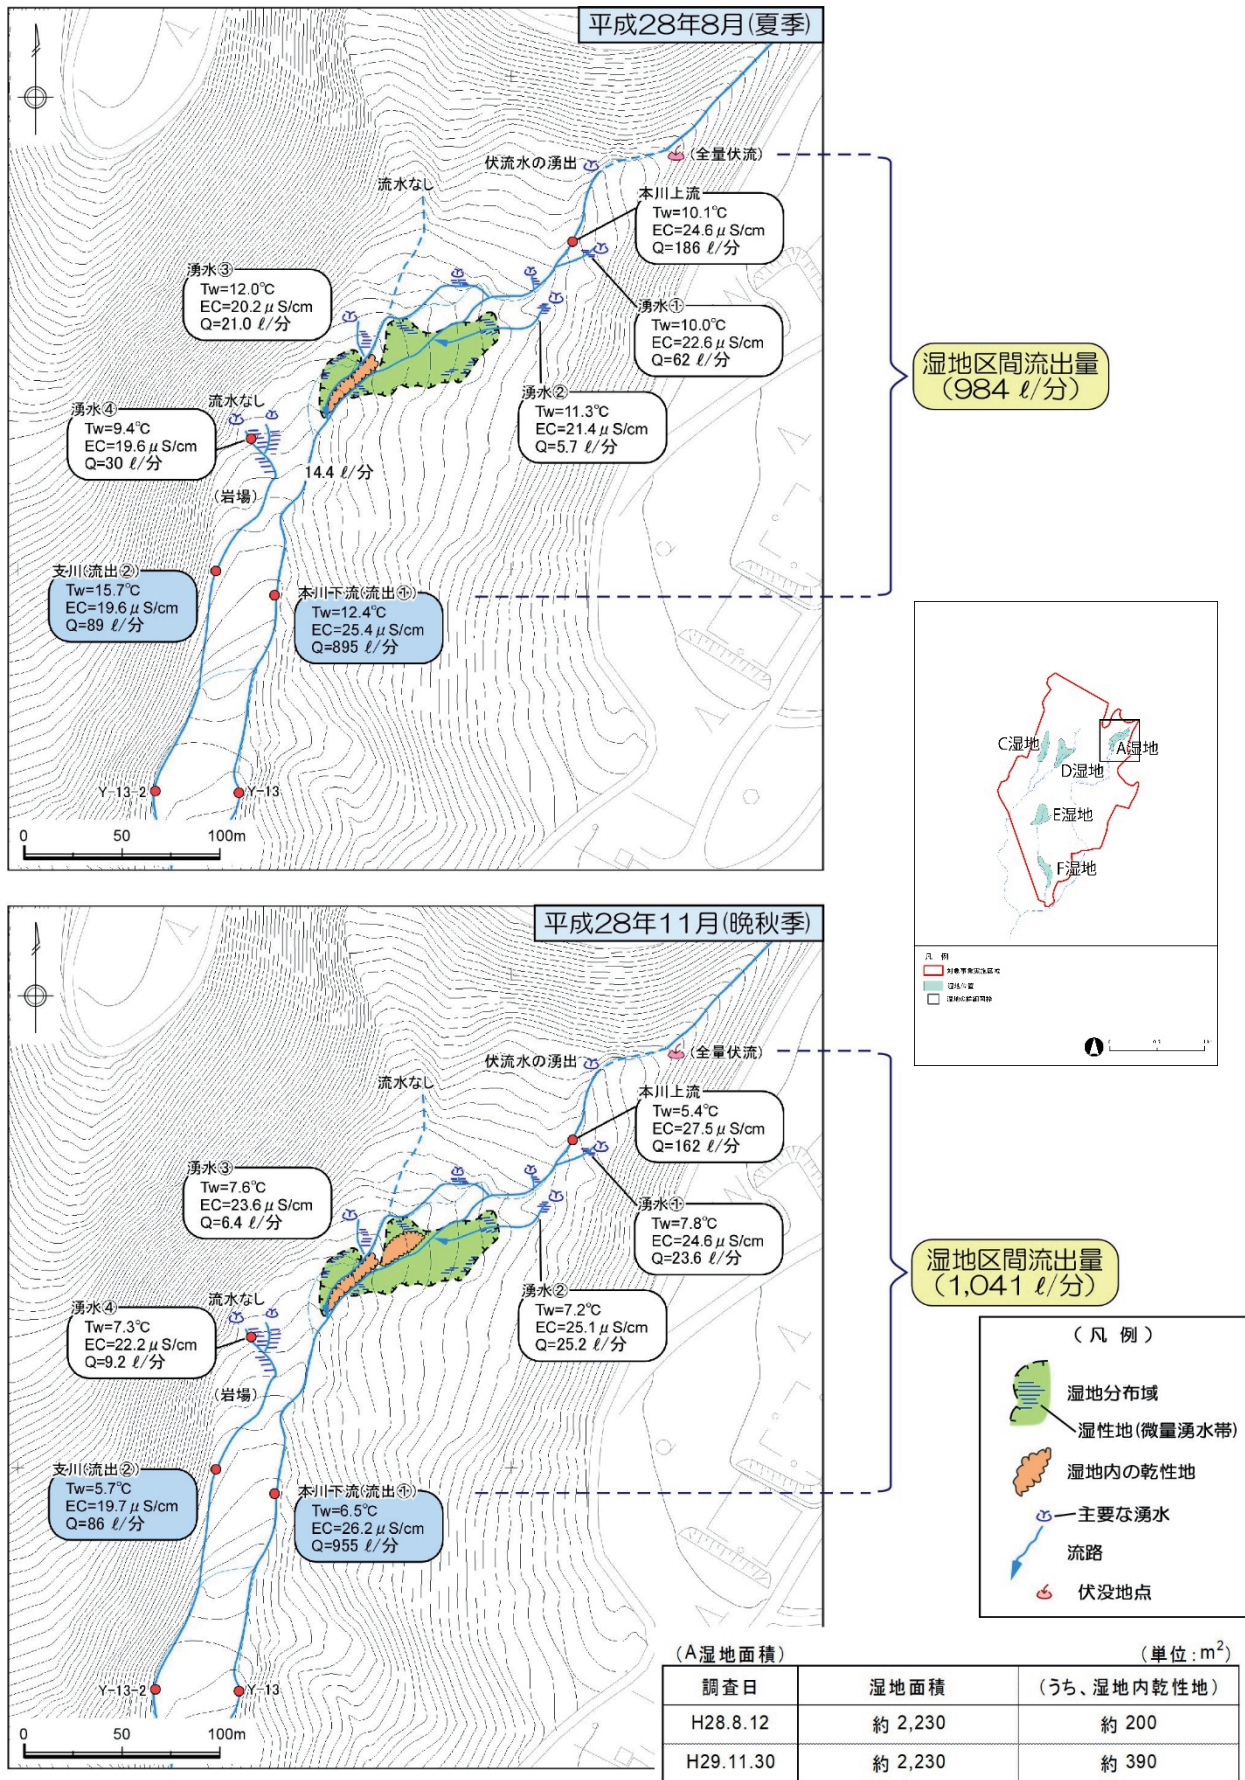 平成28年8月(夏季)
伏流水の湧出
(全量伏流)
流水なし
本川上流
Tw=10.1℃
EC=24.6μS/cm
Q=186 ℓ/分
湧水③
Tw=12.0℃
EC=20.2μS/cm
Q=21.0 ℓ/分
湧水①
Tw=10.0℃
EC=22.6μS/cm
Q=62 ℓ/分
湿地区間流出量
(984 ℓ/分)
湧水②
Tw=11.3℃
EC=21.4μS/cm
Q=5.7 ℓ/分
流水なし
湧水④
Tw=9.4℃
EC=19.6μS/cm
Q=30 ℓ/分
14.4 ℓ/分
(岩場)
支川(流出②)
Tw=15.7℃
EC=19.6μS/cm
Q=89 ℓ/分
本川下流(流出①)
Tw=12.4℃
EC=25.4μS/cm
Q=895 ℓ/分
Y-13-2
Y-13
0 50 100m
C湿地
A湿地
D湿地
E湿地
F湿地
凡 例
対象事業実施区域
湿地位置
平成28年11月(晩秋季)
伏流水の湧出
(全量伏流)
流水なし
本川上流
Tw=5.4℃
EC=27.5μS/cm
Q=162 ℓ/分
湧水③
Tw=7.6℃
EC=23.6μS/cm
Q=6.4 ℓ/分
湧水①
Tw=7.8℃
EC=24.6μS/cm
Q=23.6 ℓ/分
湿地区間流出量
(1,041 ℓ/分)
湧水②
Tw=7.2℃
EC=25.1μS/cm
Q=25.2 ℓ/分
流水なし
湧水④
Tw=7.3℃
EC=22.2μS/cm
Q=9.2 ℓ/分
(岩場)
支川(流出②)
Tw=5.7℃
EC=19.7μS/cm
Q=86 ℓ/分
本川下流(流出①)
Tw=6.5℃
EC=26.2μS/cm
Q=955 ℓ/分
Y-13-2
Y-13
0 50 100m
(凡 例)
湿地分布域
湿性地(微量湧水帯)
湿地内の乾性地
主要な湧水
流路
伏没地点
(A湿地面積) (単位:m²)
調査日 湿地面積 (うち、湿地内乾性地)
H28.8.12 約 2,230 約 200
H29.11.30 約 2,230 約 390